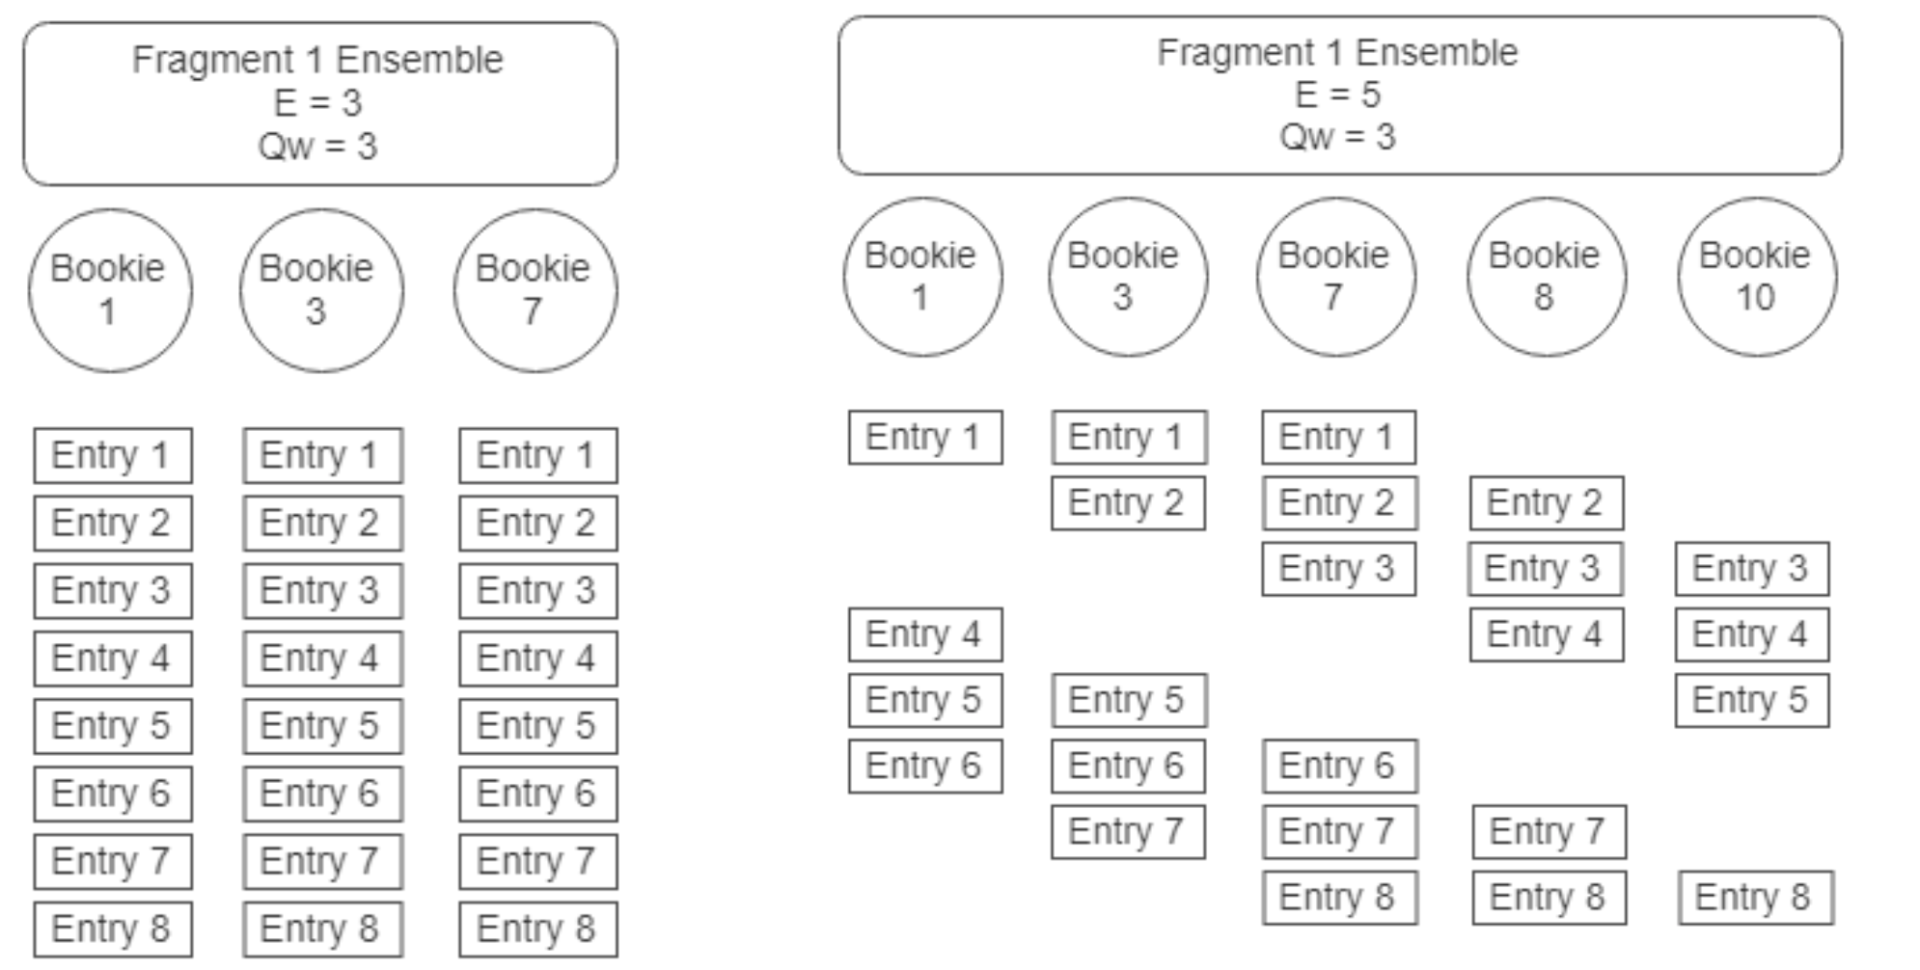 Fragment 1 Ensemble
E = 3
Qw = 3
Bookie
1
Bookie
3
Bookie
7
Entry 1 Entry 1 Entry 1
Entry 2 Entry 2 Entry 2
Entry 3 Entry 3 Entry 3
Entry 4 Entry 4 Entry 4
Entry 5 Entry 5 Entry 5
Entry 6 Entry 6 Entry 6
Entry 7 Entry 7 Entry 7
Entry 8 Entry 8 Entry 8
Fragment 1 Ensemble
E = 5
Qw = 3
Bookie
1
Bookie
3
Bookie
7
Bookie
8
Bookie
10
Entry 1 Entry 1 Entry 1
Entry 2 Entry 2 Entry 2
Entry 3 Entry 3 Entry 3
Entry 4 Entry 4 Entry 4
Entry 5 Entry 5 Entry 5
Entry 6 Entry 6 Entry 6
Entry 7 Entry 7 Entry 7
Entry 8 Entry 8 Entry 8